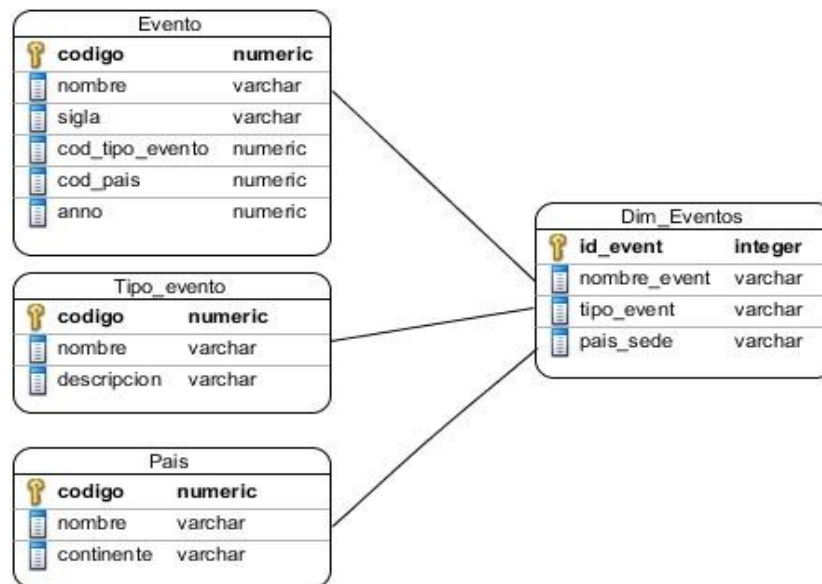 Evento
codigo numeric
nombre varchar
sigla varchar
cod_tipo_evento numeric
cod_pais numeric
anno numeric
Tipo_evento
codigo numeric
nombre varchar
descripcion varchar
Pais
codigo numeric
nombre varchar
continente varchar
Dim_Eventos
id_event integer
nombre_event varchar
tipo_event varchar
pais_sede varchar